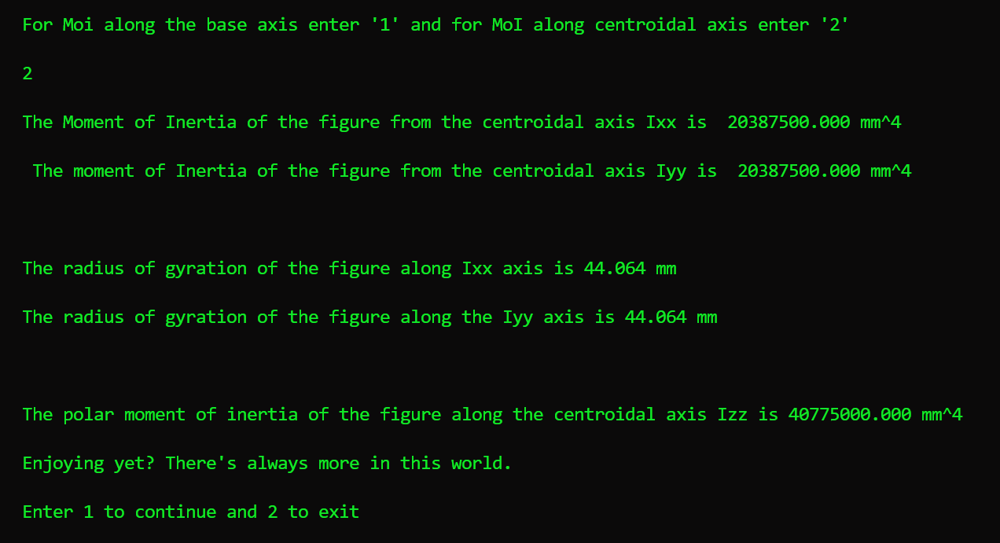 For Moi along the base axis enter '1' and for MoI along centroidal axis enter '2'
2
The Moment of Inertia of the figure from the centroidal axis Ixx is  20387500.000 mm^4
The moment of Inertia of the figure from the centroidal axis Iyy is  20387500.000 mm^4
The radius of gyration of the figure along Ixx axis is 44.064 mm
The radius of gyration of the figure along the Iyy axis is 44.064 mm
The polar moment of inertia of the figure along the centroidal axis Izz is 40775000.000 mm^4
Enjoying yet? There's always more in this world.
Enter 1 to continue and 2 to exit